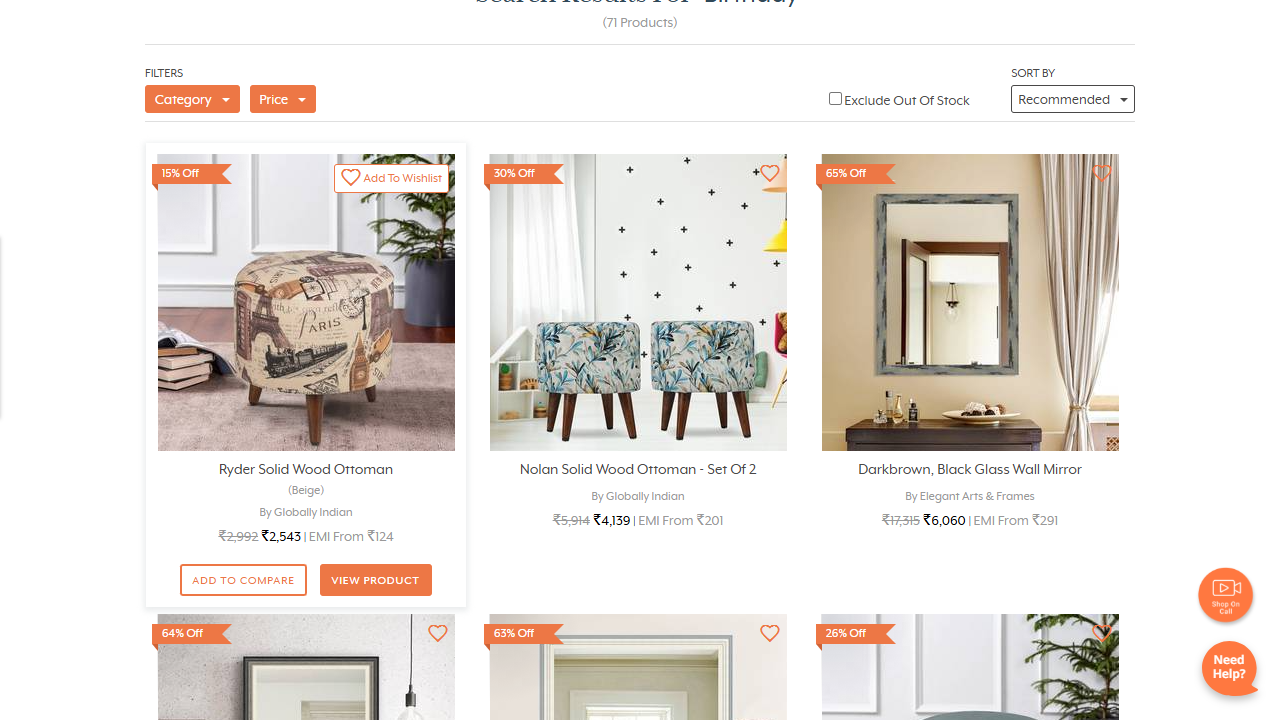 (71 Products)
FILTERS
SORT BY
Category
Price
Exclude Out Of Stock
Recommended
15% Off
Add To Wishlist
30% Off
65% Off
PARIS
Ryder Solid Wood Ottoman
(Beige)
By Globally Indian
₹2,992 ₹2,543 | EMI From ₹124
ADD TO COMPARE
VIEW PRODUCT
Nolan Solid Wood Ottoman - Set Of 2
By Globally Indian
₹5,914 ₹4,139 | EMI From ₹201
Darkbrown, Black Glass Wall Mirror
By Elegant Arts & Frames
₹17,315 ₹6,060 | EMI From ₹291
Shop On
Call
64% Off
63% Off
26% Off
Need
Help?